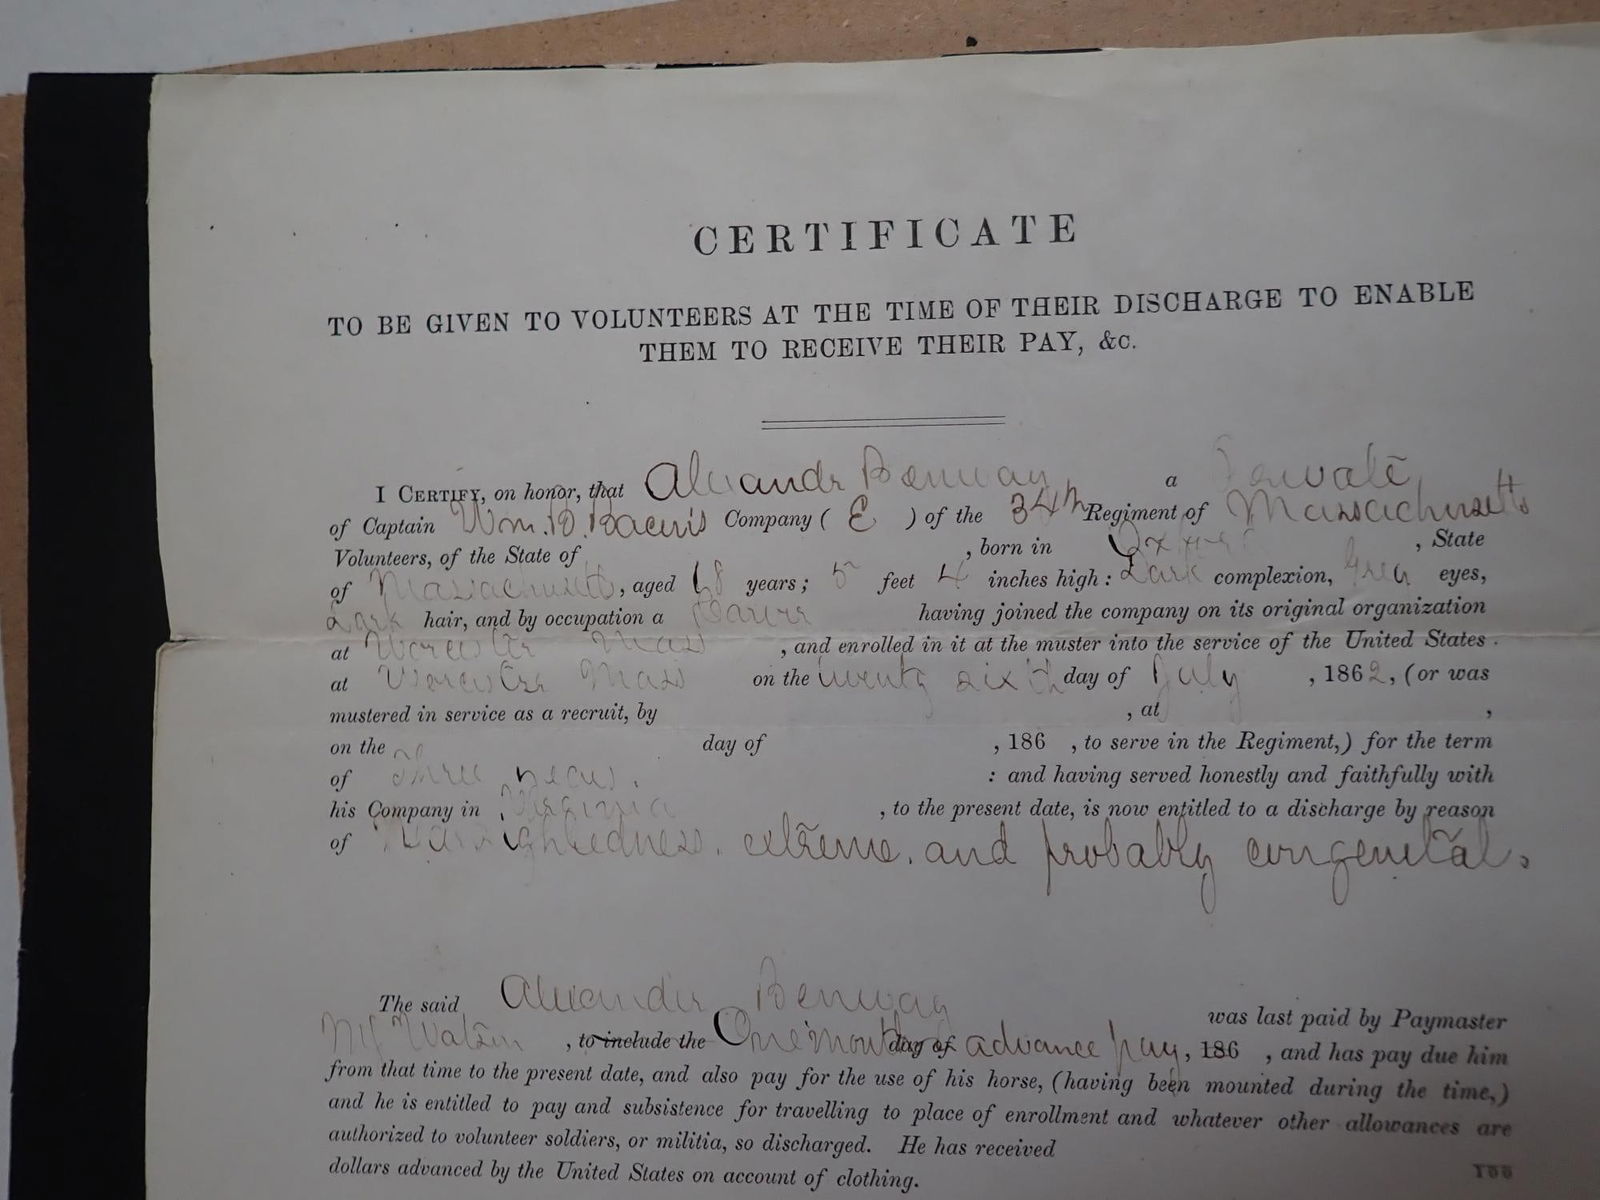 CERTIFICATE
TO BE GIVEN TO VOLUNTEERS AT THE TIME OF THEIR DISCHARGE TO ENABLE
THEM TO RECEIVE THEIR PAY, &c.
I CERTIFY, on honor, that Alexander Benway a Private
of Captain Wm. B. Company ( E ) of the 34th Regiment of Massachusetts
Volunteers, of the State of , born in , State
of Massachusetts, aged 18 years; 5 feet 4 inches high: Dark complexion, eyes,
Dark hair, and by occupation a having joined the company on its original organization
at Worcester Mass , and enrolled in it at the muster into the service of the United States.
at Worcester Mass on the twenty sixth day of July , 1862, (or was
mustered in service as a recruit, by , at ,
on the day of , 186 , to serve in the Regiment,) for the term
of Three years. : and having served honestly and faithfully with
his Company in Virginia , to the present date, is now entitled to a discharge by reason
of extreme, and probably congenital.
The said Alexander Benway was last paid by Paymaster
, to include the One month day of advance pay, 186 , and has pay due him
from that time to the present date, and also pay for the use of his horse, (having been mounted during the time,)
and he is entitled to pay and subsistence for travelling to place of enrollment and whatever other allowances are
authorized to volunteer soldiers, or militia, so discharged. He has received
dollars advanced by the United States on account of clothing.